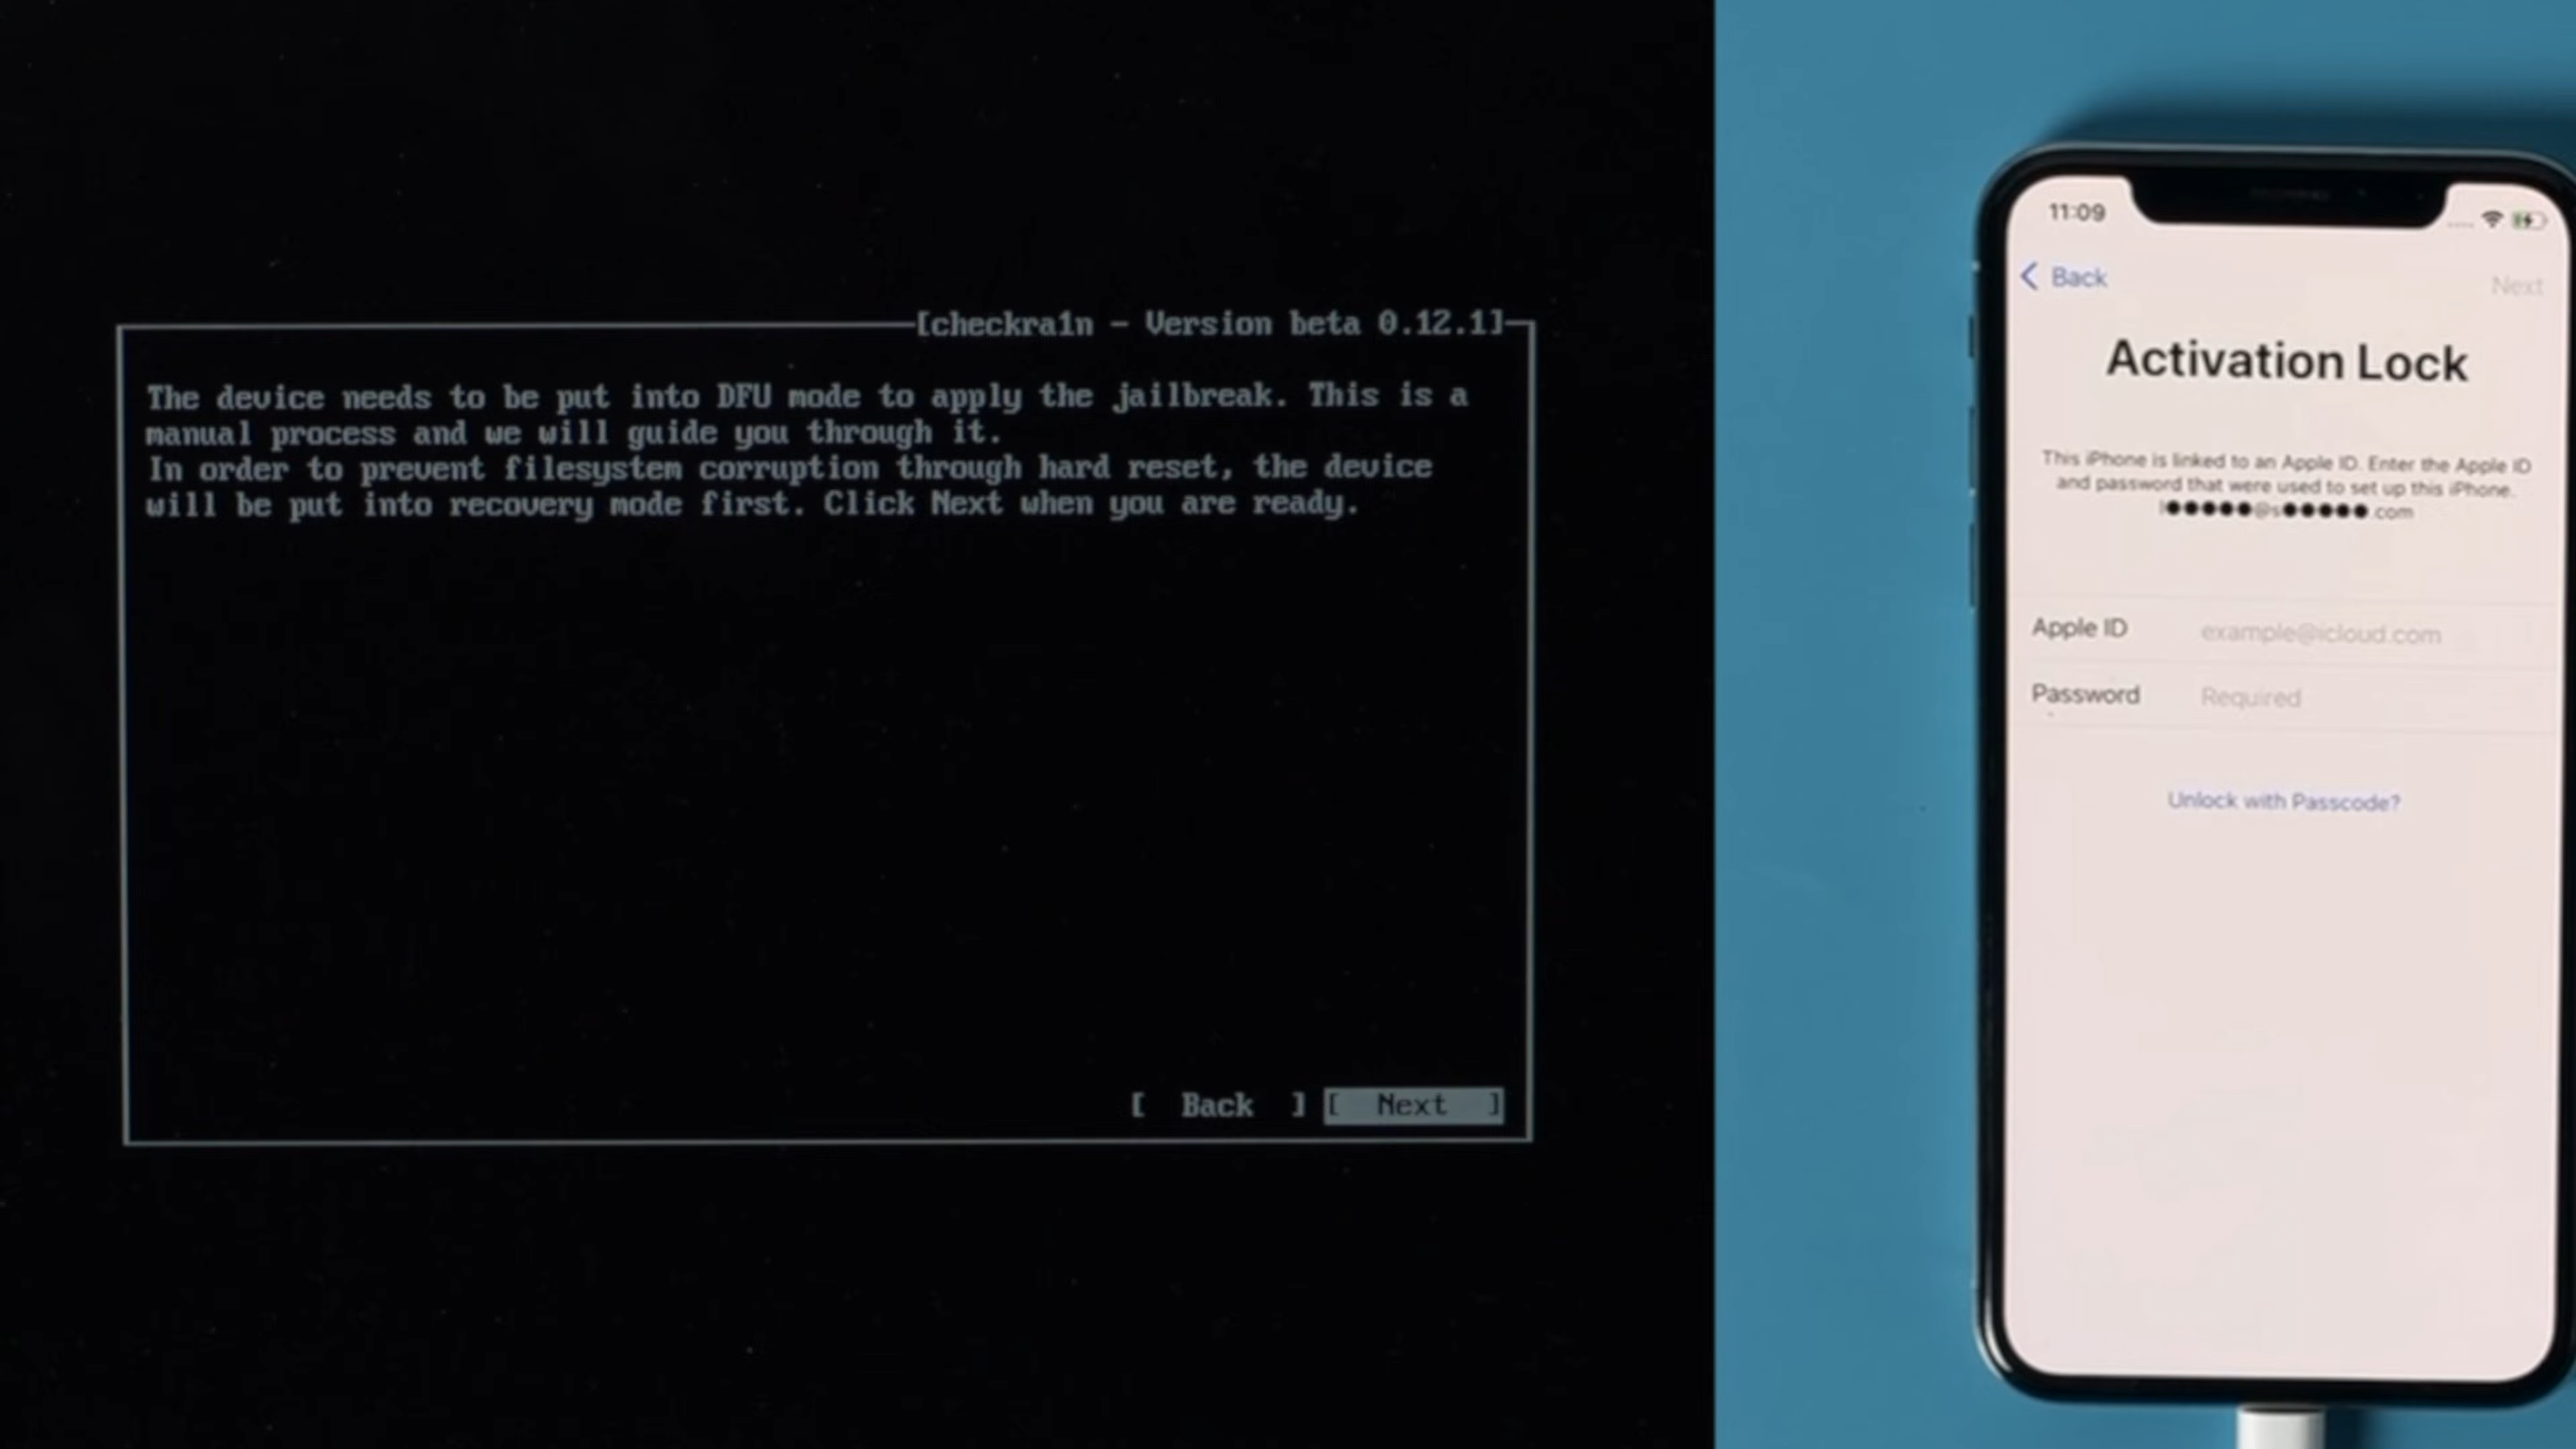 [checkra1n - Version beta 0.12.1]
The device needs to be put into DFU mode to apply the jailbreak. This is a
manual process and we will guide you through it.
In order to prevent filesystem corruption through hard reset, the device
will be put into recovery mode first. Click Next when you are ready.
[ Back ] [ Next ]
11:09
Back
Next
Activation Lock
This iPhone is linked to an Apple ID. Enter the Apple ID
and password that were used to set up this iPhone.
l●●●●●@s●●●●●.com
Apple ID example@icloud.com
Password Required
Unlock with Passcode?